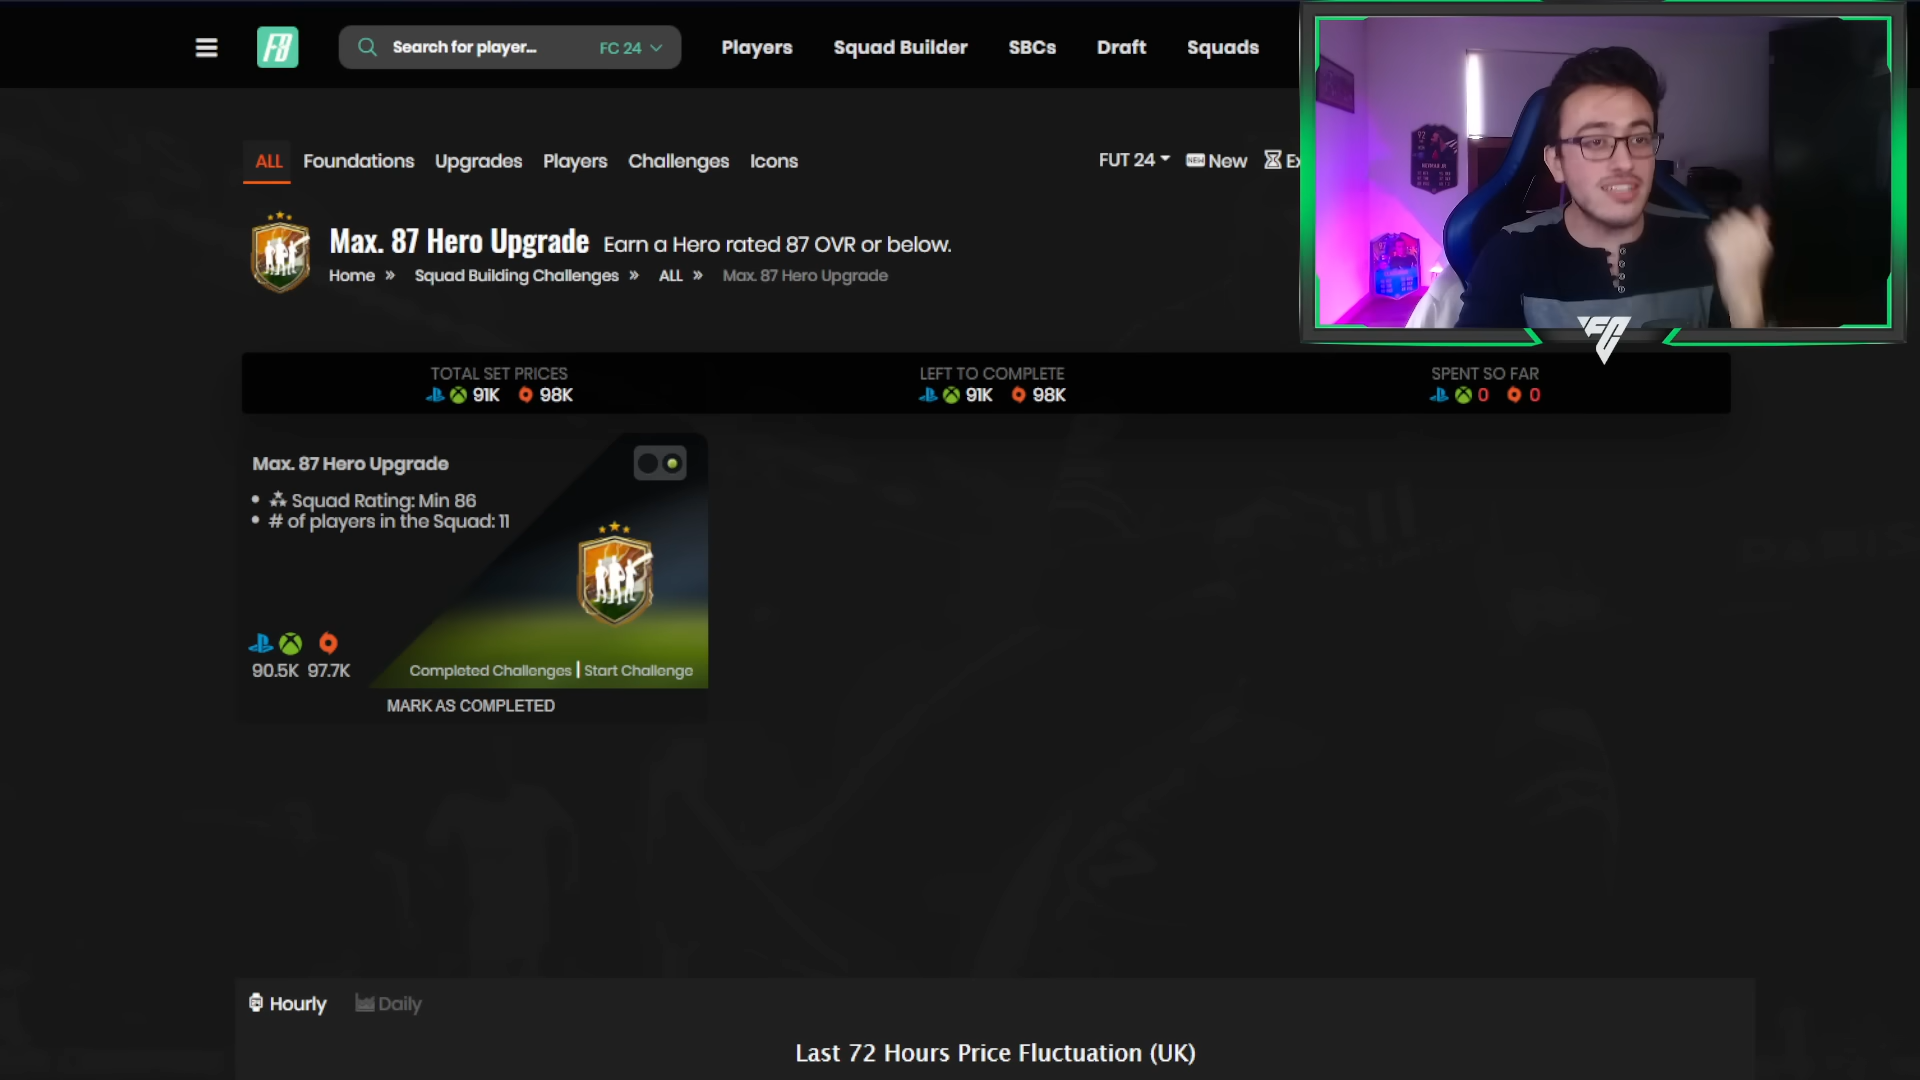 FB Search for player... FC 24 Players Squad Builder SBCs Draft Squads
ALL Foundations Upgrades Players Challenges Icons FUT 24 NEW New Ex
Max. 87 Hero Upgrade Earn a Hero rated 87 OVR or below.
Home » Squad Building Challenges » ALL » Max. 87 Hero Upgrade
TOTAL SET PRICES
91K 98K
LEFT TO COMPLETE
91K 98K
SPENT SO FAR
0 0
Max. 87 Hero Upgrade
• Squad Rating: Min 86
• # of players in the Squad: 11
90.5K 97.7K
Completed Challenges | Start Challenge
MARK AS COMPLETED
Hourly Daily
Last 72 Hours Price Fluctuation (UK)